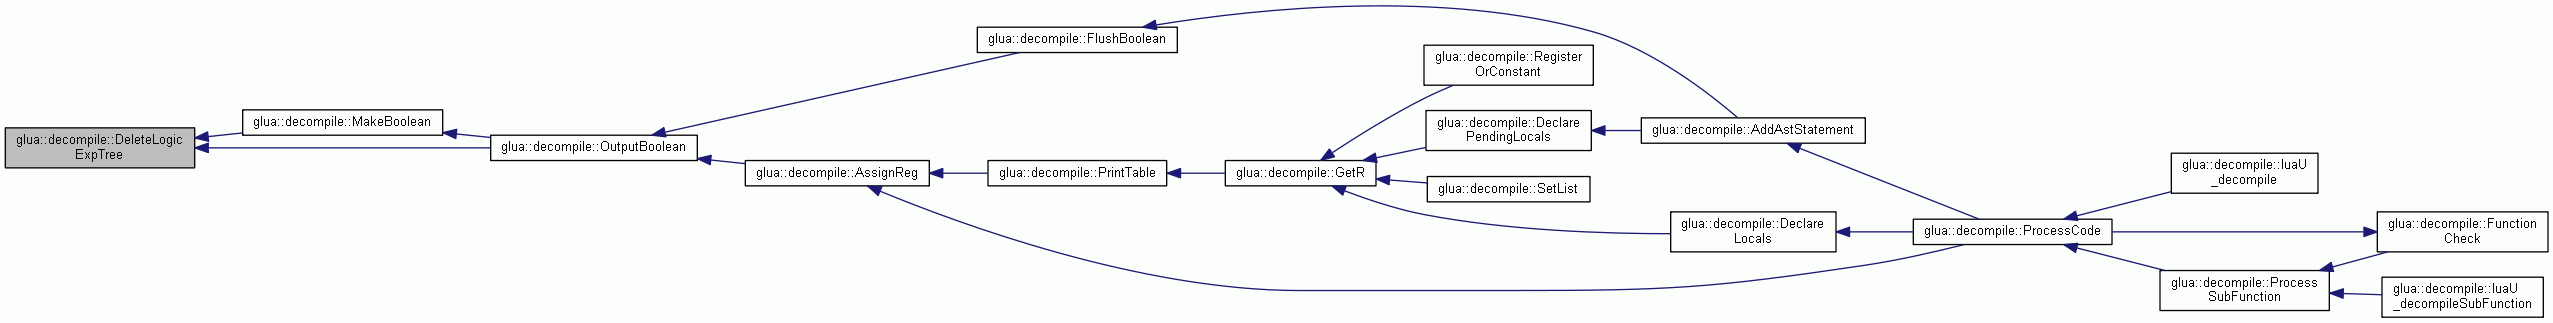 glua::decompile::DeleteLogic
ExpTree
glua::decompile::MakeBoolean
glua::decompile::OutputBoolean
glua::decompile::FlushBoolean
glua::decompile::AssignReg
glua::decompile::PrintTable
glua::decompile::GetR
glua::decompile::Register
OrConstant
glua::decompile::Declare
PendingLocals
glua::decompile::SetList
glua::decompile::AddAstStatement
glua::decompile::Declare
Locals
glua::decompile::ProcessCode
glua::decompile::luaU
_decompile
glua::decompile::Function
Check
glua::decompile::Process
SubFunction
glua::decompile::luaU
_decompileSubFunction